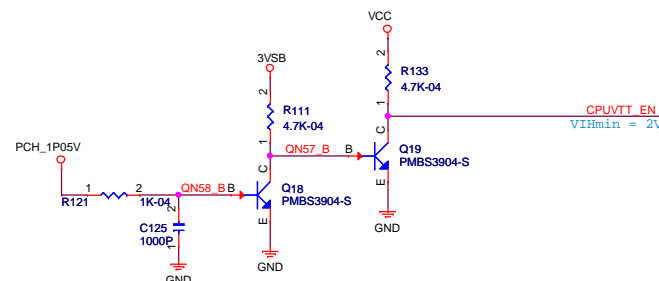 VCC
2
R133
4.7K-04
1
3VSB
2
R111
4.7K-04
1
CPUVTT_EN
VIHmin = 2V
C
QN57_B
B
Q19
PMBS3904-S
E
GND
PCH_1P05V
1
2
R121
1K-04
QN58_B
B
C
Q18
PMBS3904-S
E
GND
2
C125
1000P
1
GND